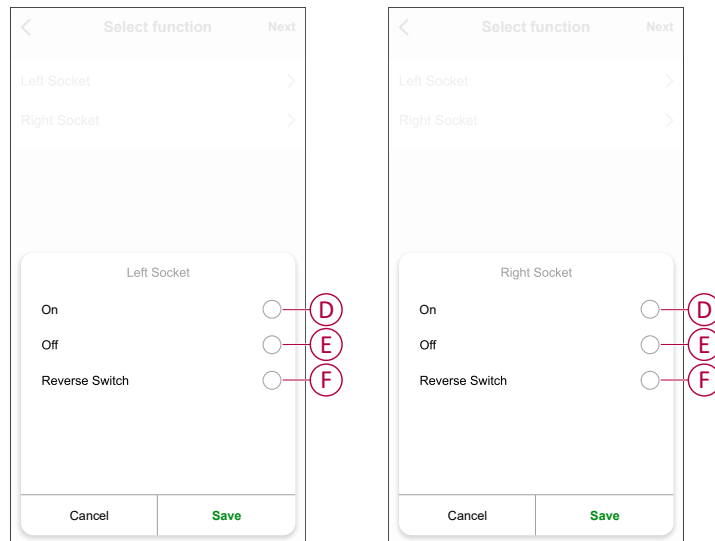 Select function Next
Left Socket
Right Socket
Left Socket
On D
Off E
Reverse Switch F
Cancel Save
Select function Next
Left Socket
Right Socket
Right Socket
On D
Off E
Reverse Switch F
Cancel Save